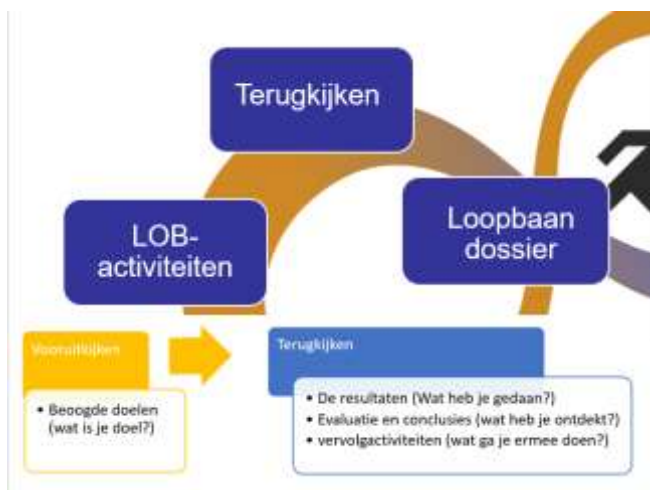 Terugkijken
LOB-
activiteiten
Loopbaan
dossier
Vooruitkijken
• Beoogde doelen
(wat is je doel?)
Terugkijken
• De resultaten (Wat heb je gedaan?)
• Evaluatie en conclusies (wat heb je ontdekt?)
• vervolgactiviteiten (wat ga je ermee doen?)